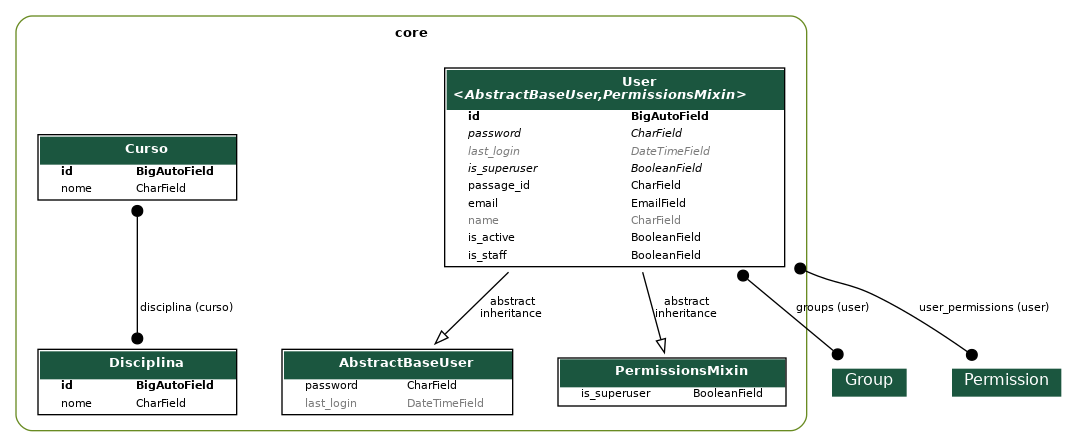 core
User
<AbstractBaseUser,PermissionsMixin>
id BigAutoField
password CharField
last_login DateTimeField
is_superuser BooleanField
passage_id CharField
email EmailField
name CharField
is_active BooleanField
is_staff BooleanField
Curso
id BigAutoField
nome CharField
disciplina (curso)
abstract
inheritance
abstract
inheritance
groups (user)
user_permissions (user)
Disciplina
id BigAutoField
nome CharField
AbstractBaseUser
password CharField
last_login DateTimeField
PermissionsMixin
is_superuser BooleanField
Group
Permission